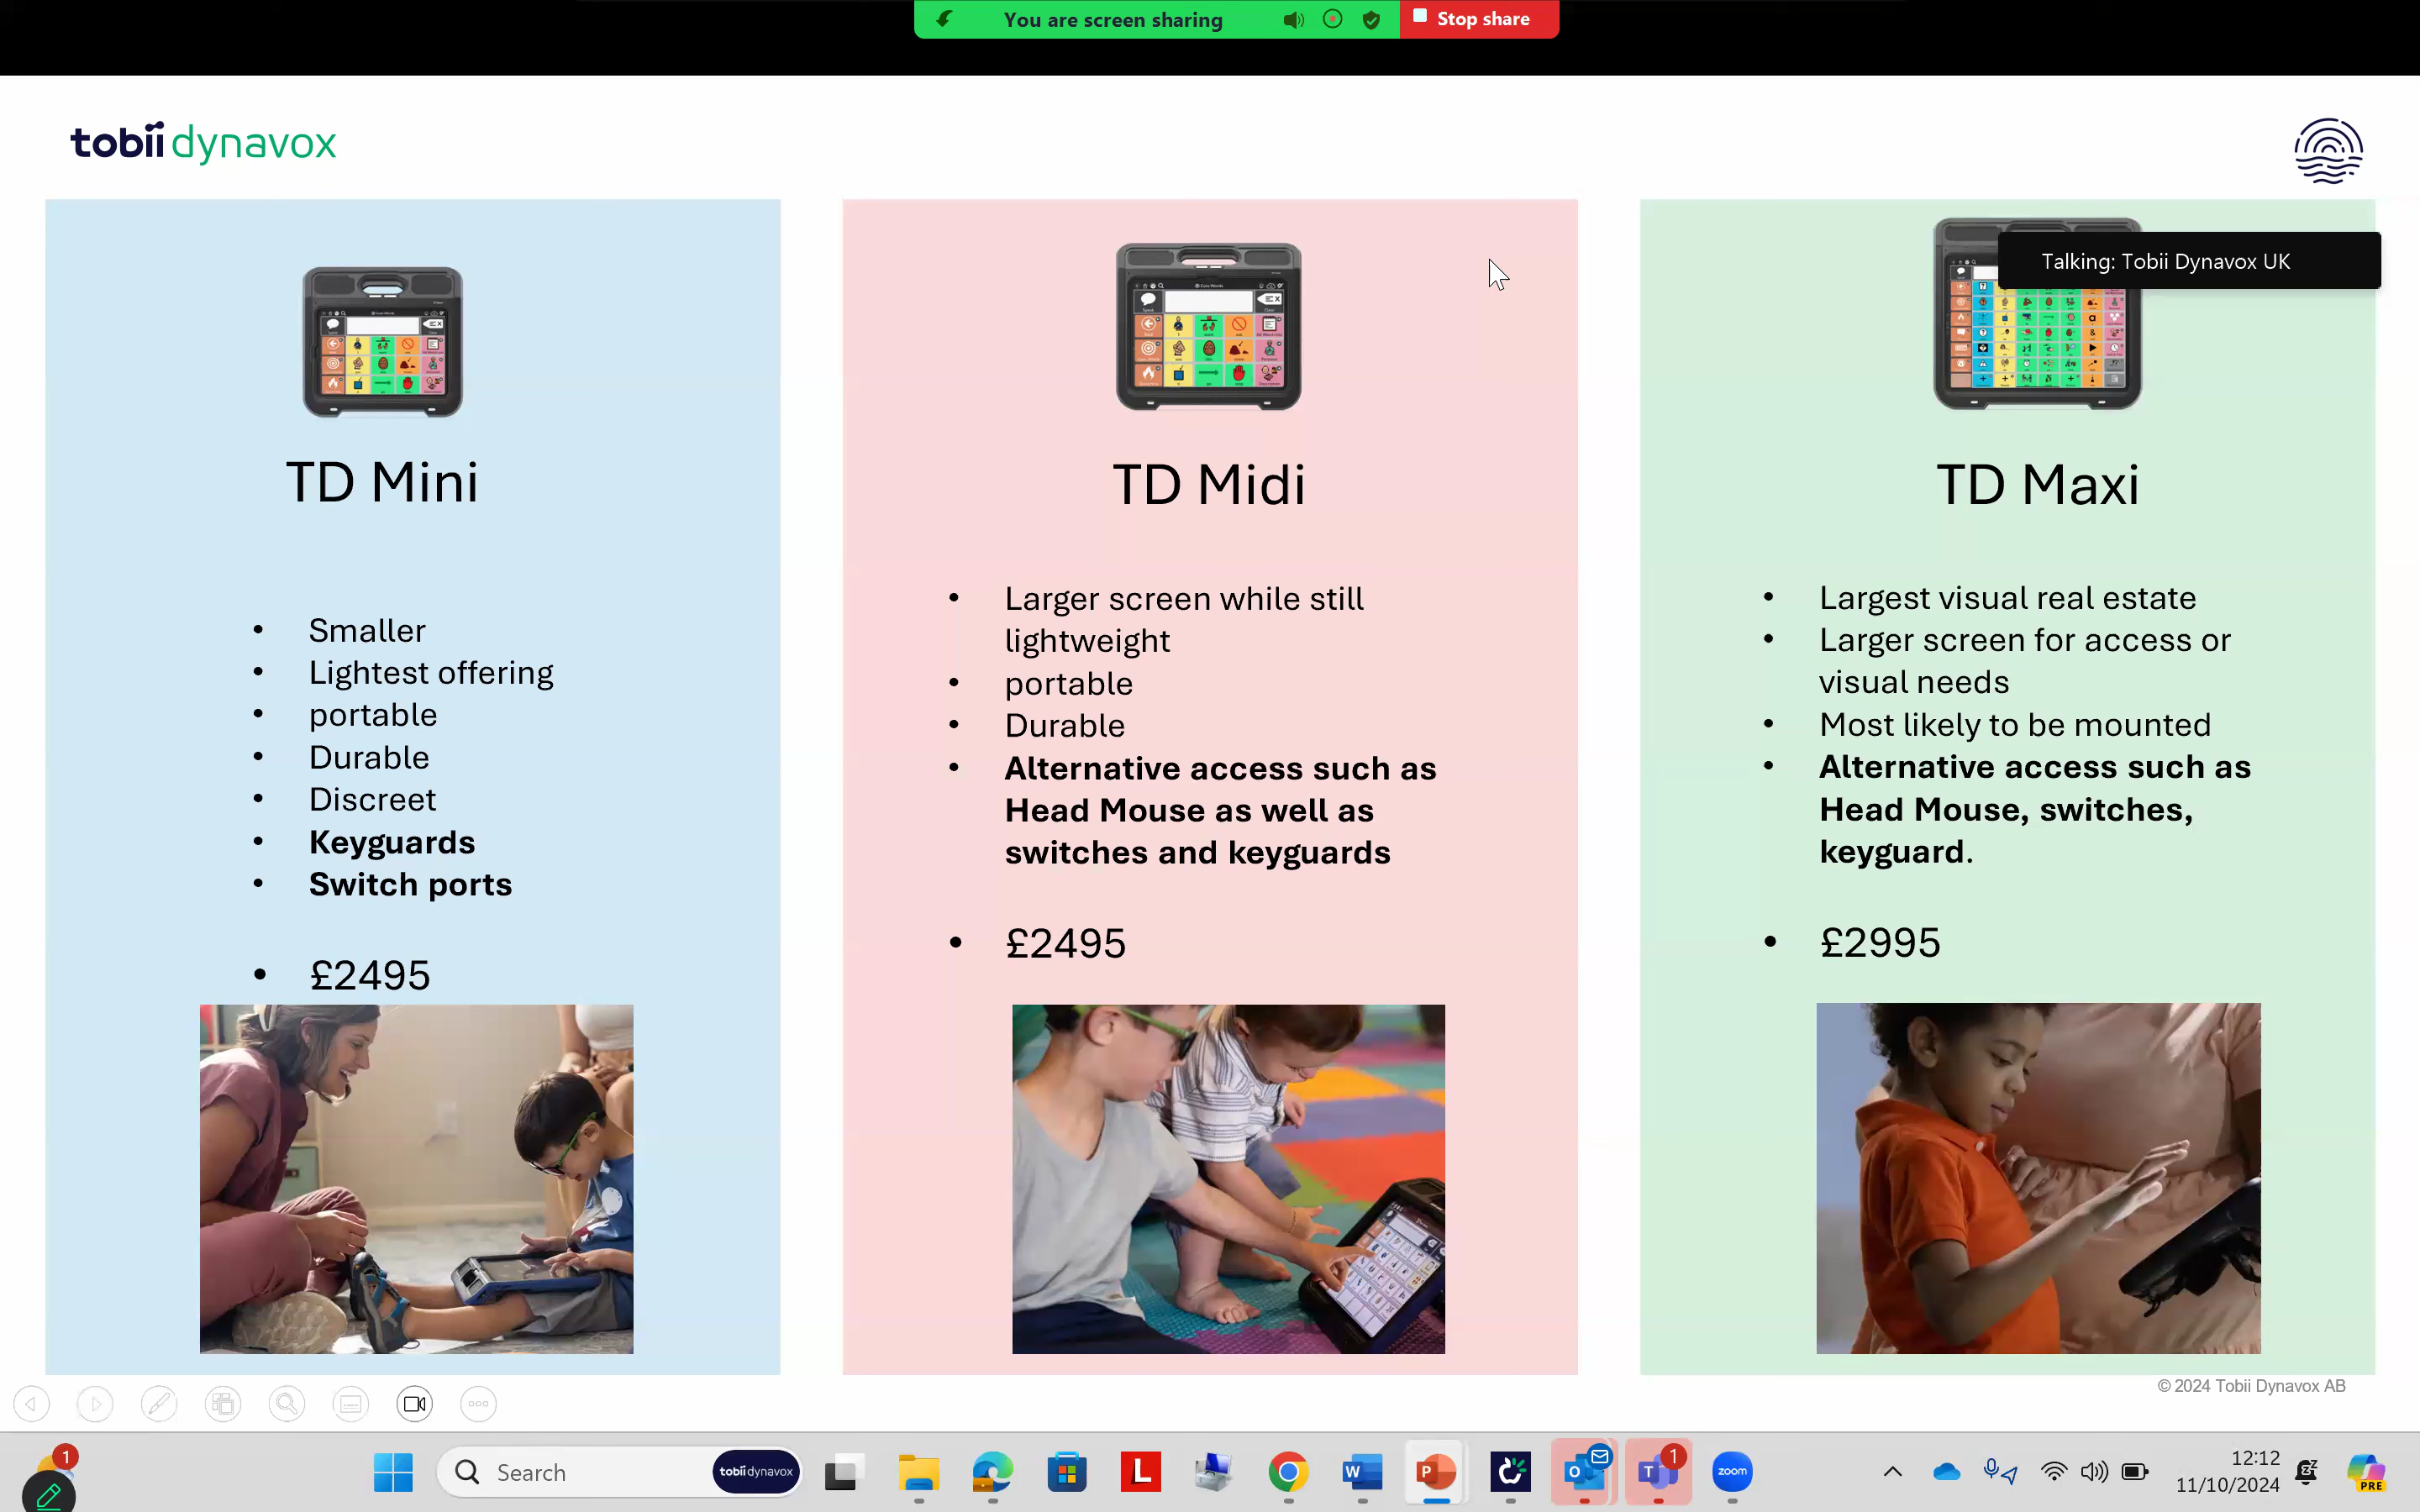 You are screen sharing
Stop share
tobii dynavox
Talking: Tobii Dynavox UK
TD Mini
• Smaller
• Lightest offering
• portable
• Durable
• Discreet
• Keyguards
• Switch ports
• £2495
TD Midi
• Larger screen while still
lightweight
• portable
• Durable
• Alternative access such as
Head Mouse as well as
switches and keyguards
• £2495
TD Maxi
• Largest visual real estate
• Larger screen for access or
visual needs
• Most likely to be mounted
• Alternative access such as
Head Mouse, switches,
keyguard.
• £2995
© 2024 Tobii Dynavox AB
1
Search
tobii dynavox
L
W
P
O
T
1
zoom
12:12
11/10/2024
PRE